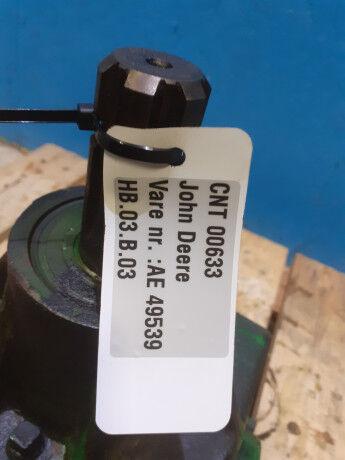 CNT 00633
John Deere
Vare nr. :AE 49539
HB.03.B.03